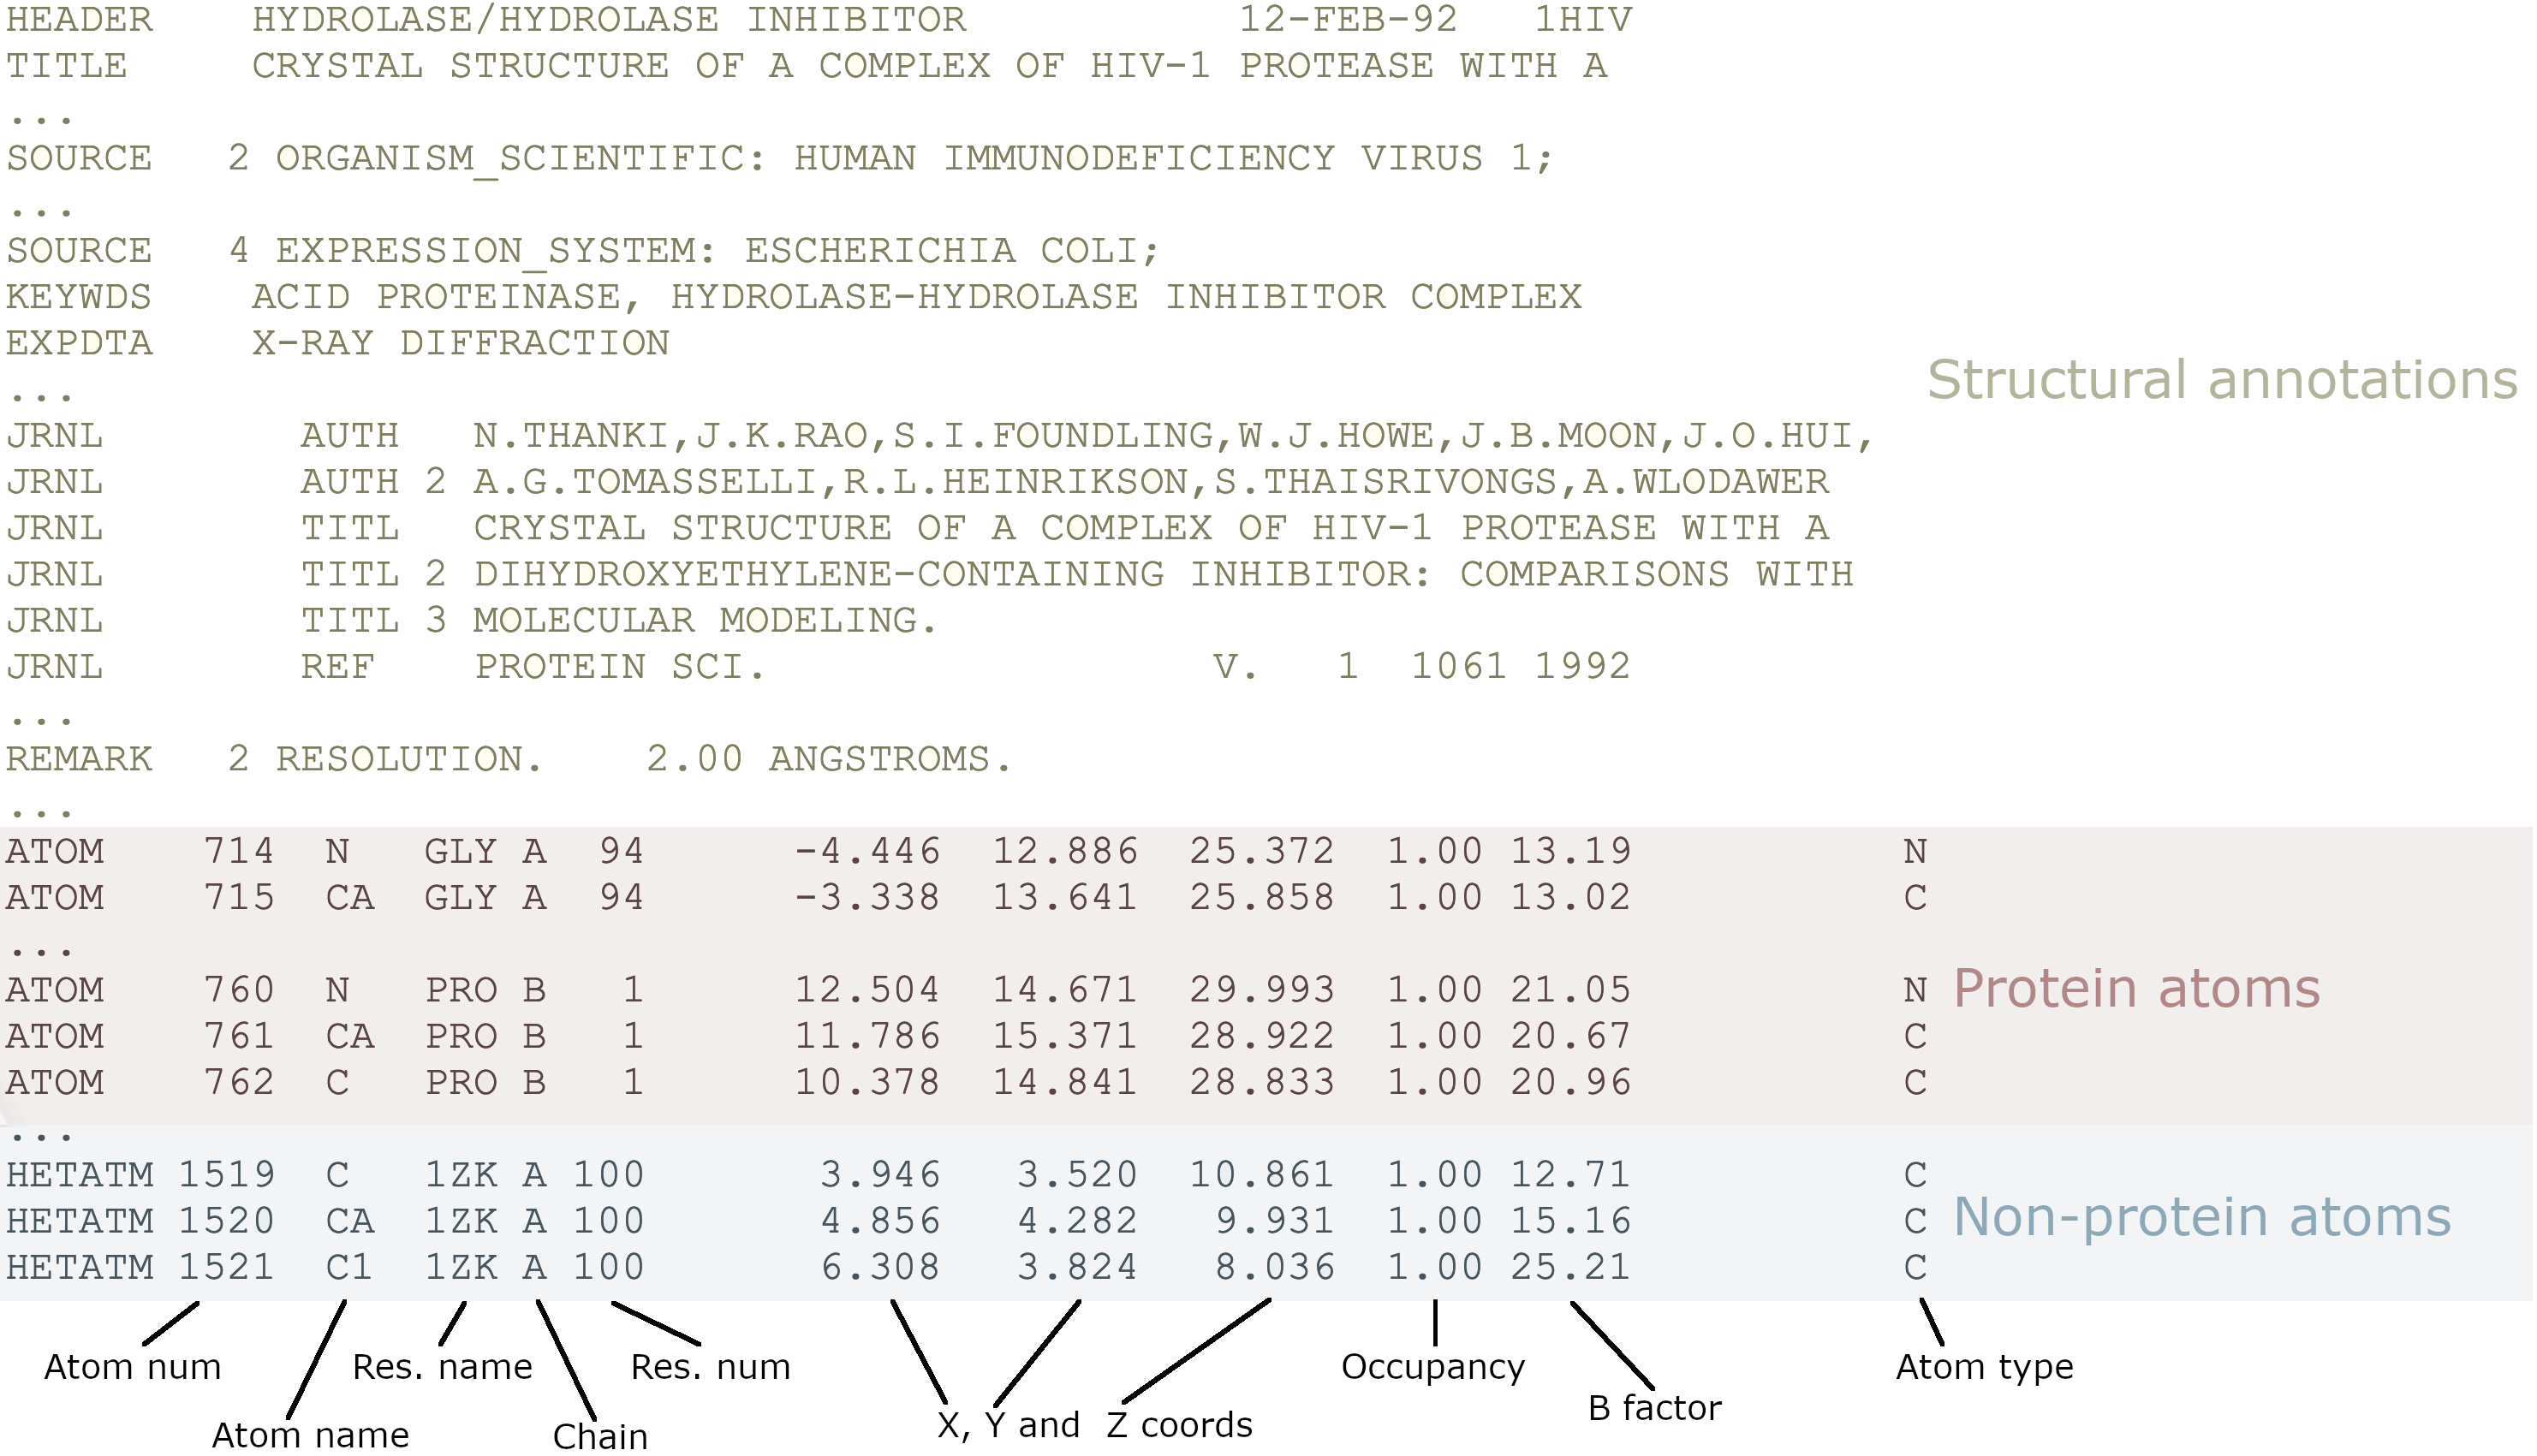 HEADER    HYDROLASE/HYDROLASE INHIBITOR           12-FEB-92   1HIV
TITLE     CRYSTAL STRUCTURE OF A COMPLEX OF HIV-1 PROTEASE WITH A
...
SOURCE   2 ORGANISM_SCIENTIFIC: HUMAN IMMUNODEFICIENCY VIRUS 1;
...
SOURCE   4 EXPRESSION_SYSTEM: ESCHERICHIA COLI;
KEYWDS    ACID PROTEINASE, HYDROLASE-HYDROLASE INHIBITOR COMPLEX
EXPDTA    X-RAY DIFFRACTION
Structural annotations
...
JRNL        AUTH   N.THANKI,J.K.RAO,S.I.FOUNDLING,W.J.HOWE,J.B.MOON,J.O.HUI,
JRNL        AUTH 2 A.G.TOMASSELLI,R.L.HEINRIKSON,S.THAISRIVONGS,A.WLODAWER
JRNL        TITL   CRYSTAL STRUCTURE OF A COMPLEX OF HIV-1 PROTEASE WITH A
JRNL        TITL 2 DIHYDROXYETHYLENE-CONTAINING INHIBITOR: COMPARISONS WITH
JRNL        TITL 3 MOLECULAR MODELING.
JRNL        REF    PROTEIN SCI.                  V.   1  1061 1992
...
REMARK   2 RESOLUTION.    2.00 ANGSTROMS.
...
ATOM    714  N   GLY A  94      -4.446  12.886  25.372  1.00 13.19           N
ATOM    715  CA  GLY A  94      -3.338  13.641  25.858  1.00 13.02           C
...
ATOM    760  N   PRO B   1      12.504  14.671  29.993  1.00 21.05           N
Protein atoms
ATOM    761  CA  PRO B   1      11.786  15.371  28.922  1.00 20.67           C
ATOM    762  C   PRO B   1      10.378  14.841  28.833  1.00 20.96           C
...
HETATM 1519  C   1ZK A 100       3.946   3.520  10.861  1.00 12.71           C
HETATM 1520  CA  1ZK A 100       4.856   4.282   9.931  1.00 15.16           C
Non-protein atoms
HETATM 1521  C1  1ZK A 100       6.308   3.824   8.036  1.00 25.21           C
Atom num Res. name Res. num Occupancy Atom type
Atom name Chain X, Y and Z coords B factor